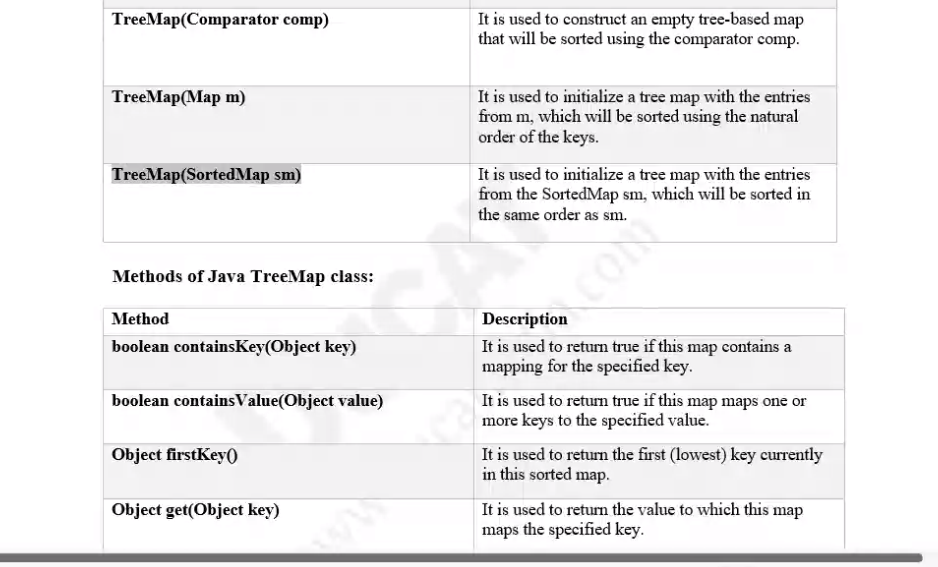 TreeMap(Comparator comp)
It is used to construct an empty tree-based map
that will be sorted using the comparator comp.
TreeMap(Map m)
It is used to initialize a tree map with the entries
from m, which will be sorted using the natural
order of the keys.
TreeMap(SortedMap sm)
It is used to initialize a tree map with the entries
from the SortedMap sm, which will be sorted in
the same order as sm.
Methods of Java TreeMap class:
Method
Description
boolean containsKey(Object key)
It is used to return true if this map contains a
mapping for the specified key.
boolean containsValue(Object value)
It is used to return true if this map maps one or
more keys to the specified value.
Object firstKey()
It is used to return the first (lowest) key currently
in this sorted map.
Object get(Object key)
It is used to return the value to which this map
maps the specified key.